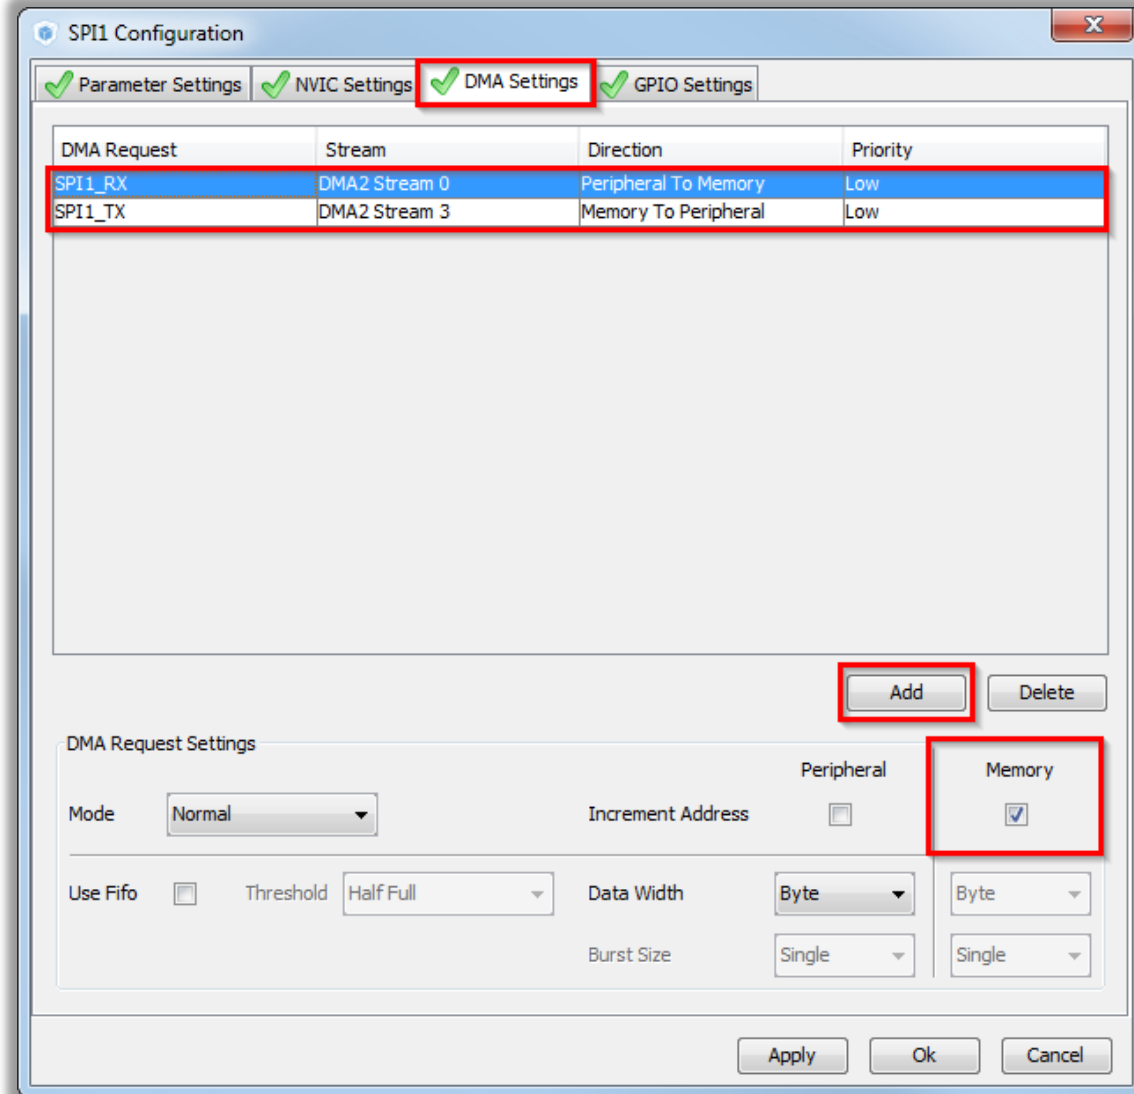 SPI1 Configuration
Parameter Settings NVIC Settings DMA Settings GPIO Settings
DMA Request Stream Direction Priority
SPI1_RX DMA2 Stream 0 Peripheral To Memory Low
SPI1_TX DMA2 Stream 3 Memory To Peripheral Low
Add Delete
DMA Request Settings
Peripheral Memory
Mode Normal Increment Address
Use Fifo Threshold Half Full Data Width Byte Byte
Burst Size Single Single
Apply Ok Cancel